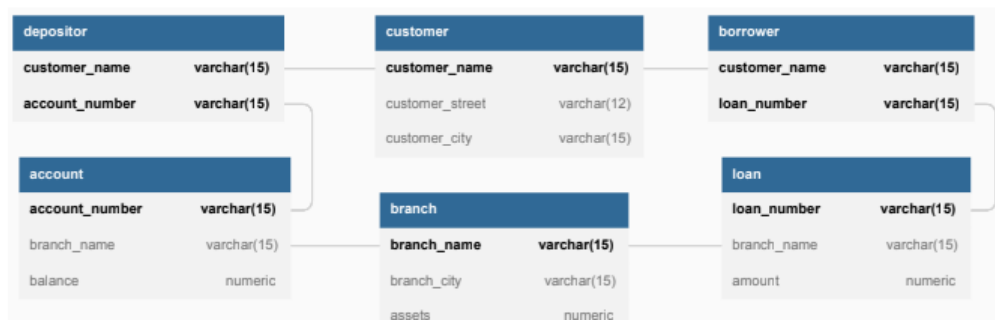 depositor
customer_name varchar(15)
account_number varchar(15)
customer
customer_name varchar(15)
customer_street varchar(12)
customer_city varchar(15)
borrower
customer_name varchar(15)
loan_number varchar(15)
account
account_number varchar(15)
branch_name varchar(15)
balance numeric
branch
branch_name varchar(15)
branch_city varchar(15)
assets numeric
loan
loan_number varchar(15)
branch_name varchar(15)
amount numeric